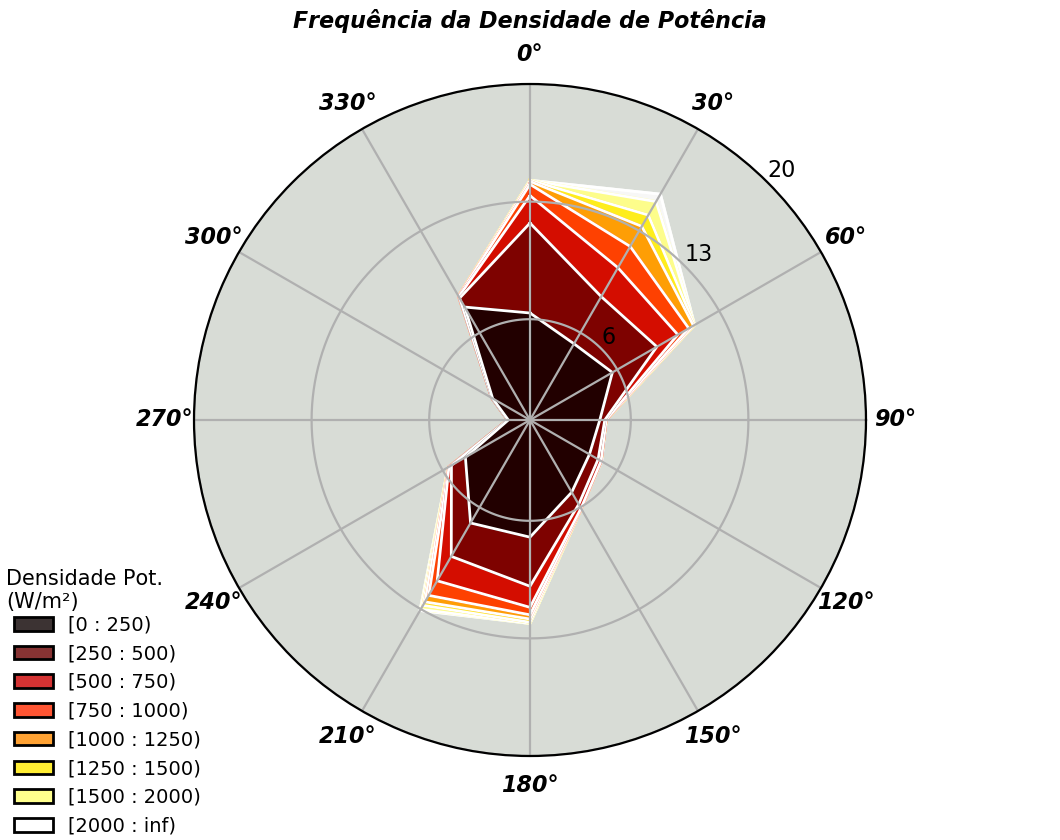 Frequência da Densidade de Potência
0°
330°
30°
20
300°
60°
13
6
270°
90°
240°
120°
210°
150°
180°
Densidade Pot.
(W/m²)
[0 : 250)
[250 : 500)
[500 : 750)
[750 : 1000)
[1000 : 1250)
[1250 : 1500)
[1500 : 2000)
[2000 : inf)